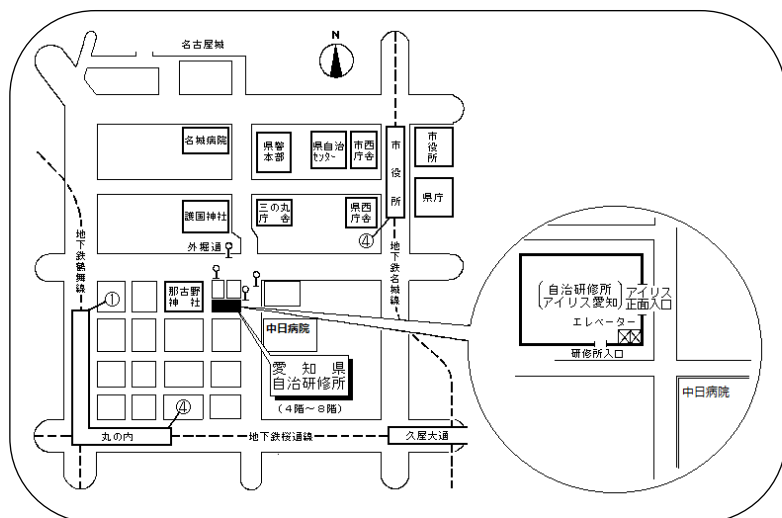 名古屋城
N
名城病院
県警
本部
県自治
センター
市西
庁舎
市役所
市役所
護国神社
三の丸
庁舎
県西
庁舎
県庁
④
外堀通
地下鉄鶴舞線
地下鉄名城線
①
那古野
神社
中日病院
愛知県
自治研修所
(4階~8階)
④
丸の内
地下鉄桜通線
久屋大通
自治研修所
アイリス愛知
アイリス
正面入口
エレベーター
研修所入口
中日病院